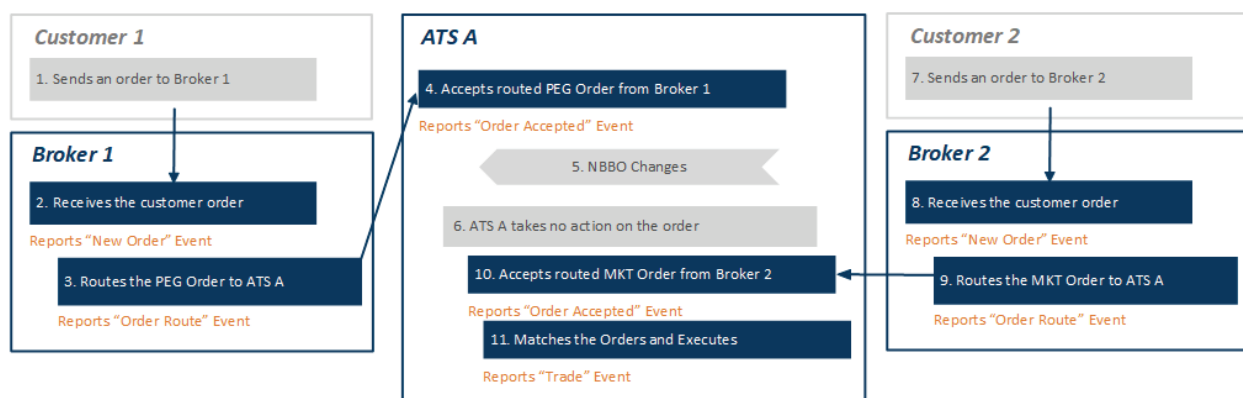 Customer 1
1. Sends an order to Broker 1
Broker 1
2. Receives the customer order
Reports “New Order” Event
3. Routes the PEG Order to ATS A
Reports “Order Route” Event
ATS A
4. Accepts routed PEG Order from Broker 1
Reports “Order Accepted” Event
5. NBBO Changes
6. ATS A takes no action on the order
10. Accepts routed MKT Order from Broker 2
Reports “Order Accepted” Event
11. Matches the Orders and Executes
Reports “Trade” Event
Customer 2
7. Sends an order to Broker 2
Broker 2
8. Receives the customer order
Reports “New Order” Event
9. Routes the MKT Order to ATS A
Reports “Order Route” Event